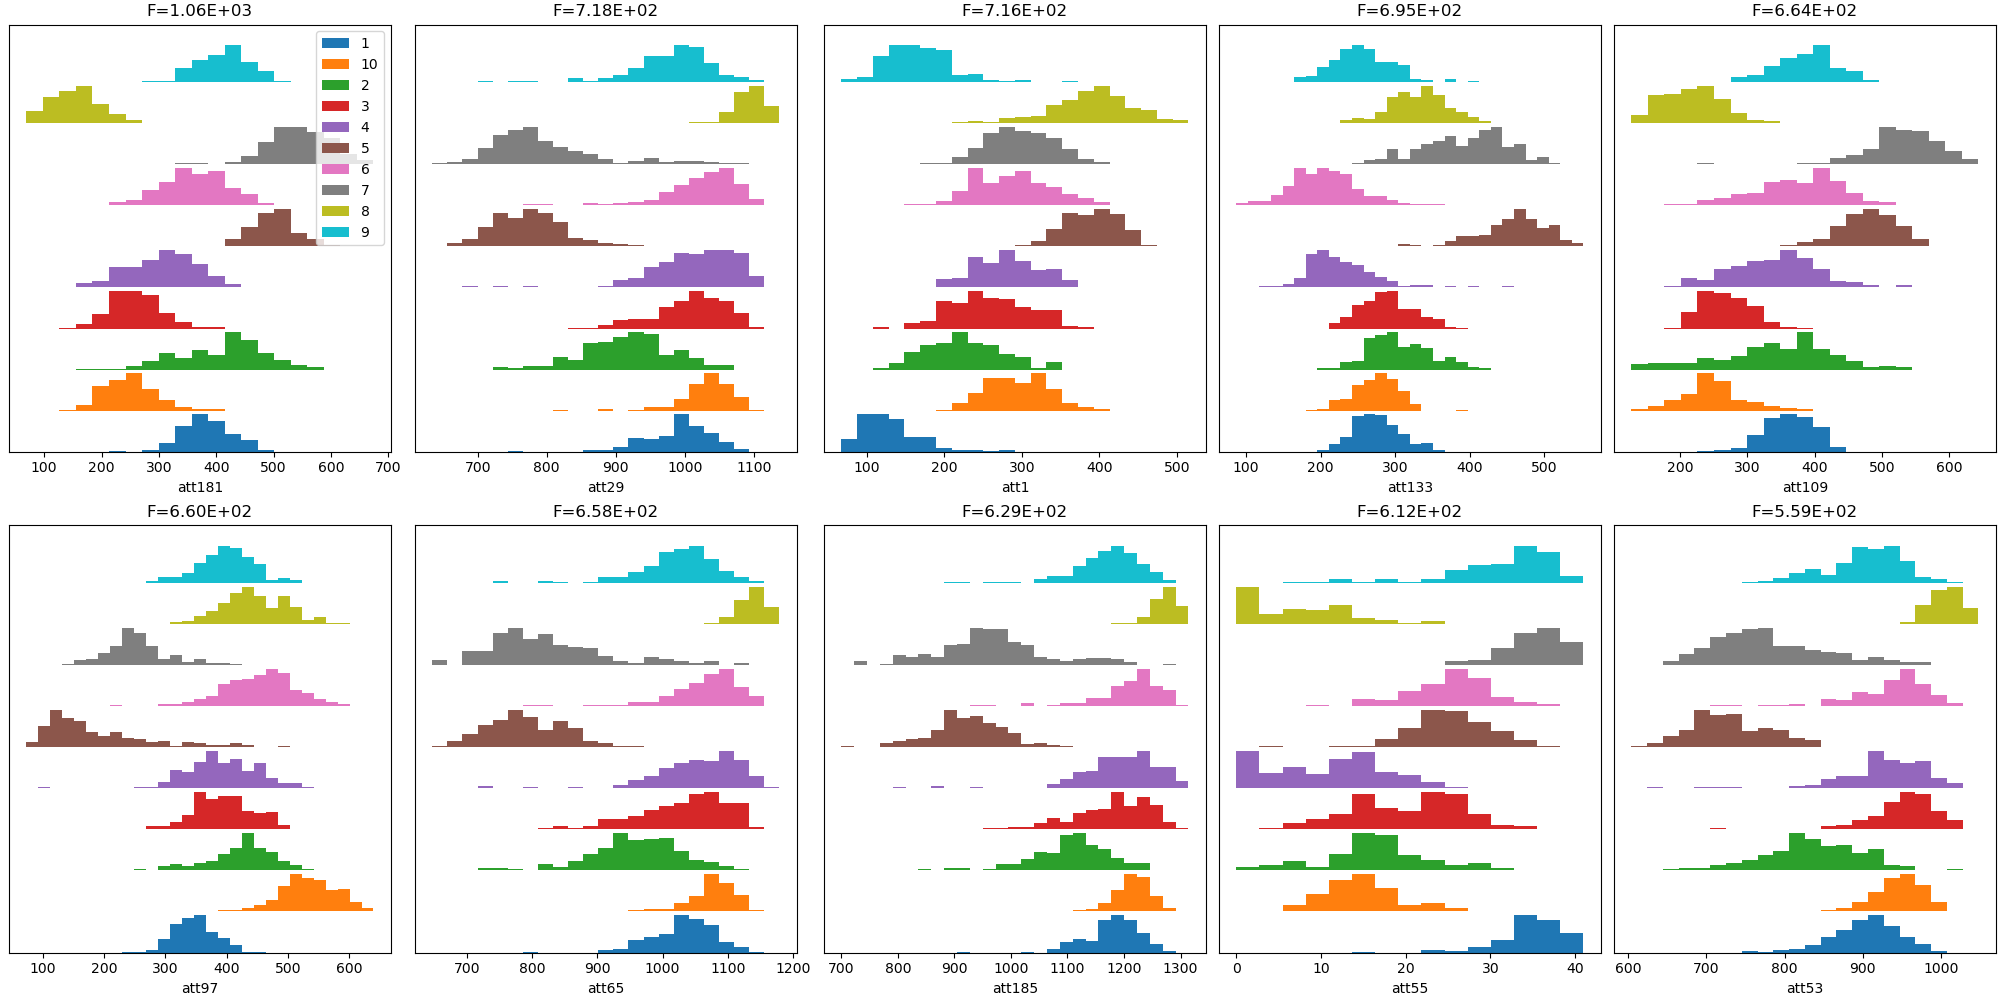 F=1.06E+03
F=7.18E+02
F=7.16E+02
F=6.95E+02
F=6.64E+02
1
10
2
3
4
5
6
7
8
9
100 200 300 400 500 600 700
700 800 900 1000 1100
100 200 300 400 500
100 200 300 400 500
200 300 400 500 600
att181
att29
att1
att133
att109
F=6.60E+02
F=6.58E+02
F=6.29E+02
F=6.12E+02
F=5.59E+02
100 200 300 400 500 600
700 800 900 1000 1100 1200
700 800 900 1000 1100 1200 1300
0 10 20 30 40
600 700 800 900 1000
att97
att65
att185
att55
att53